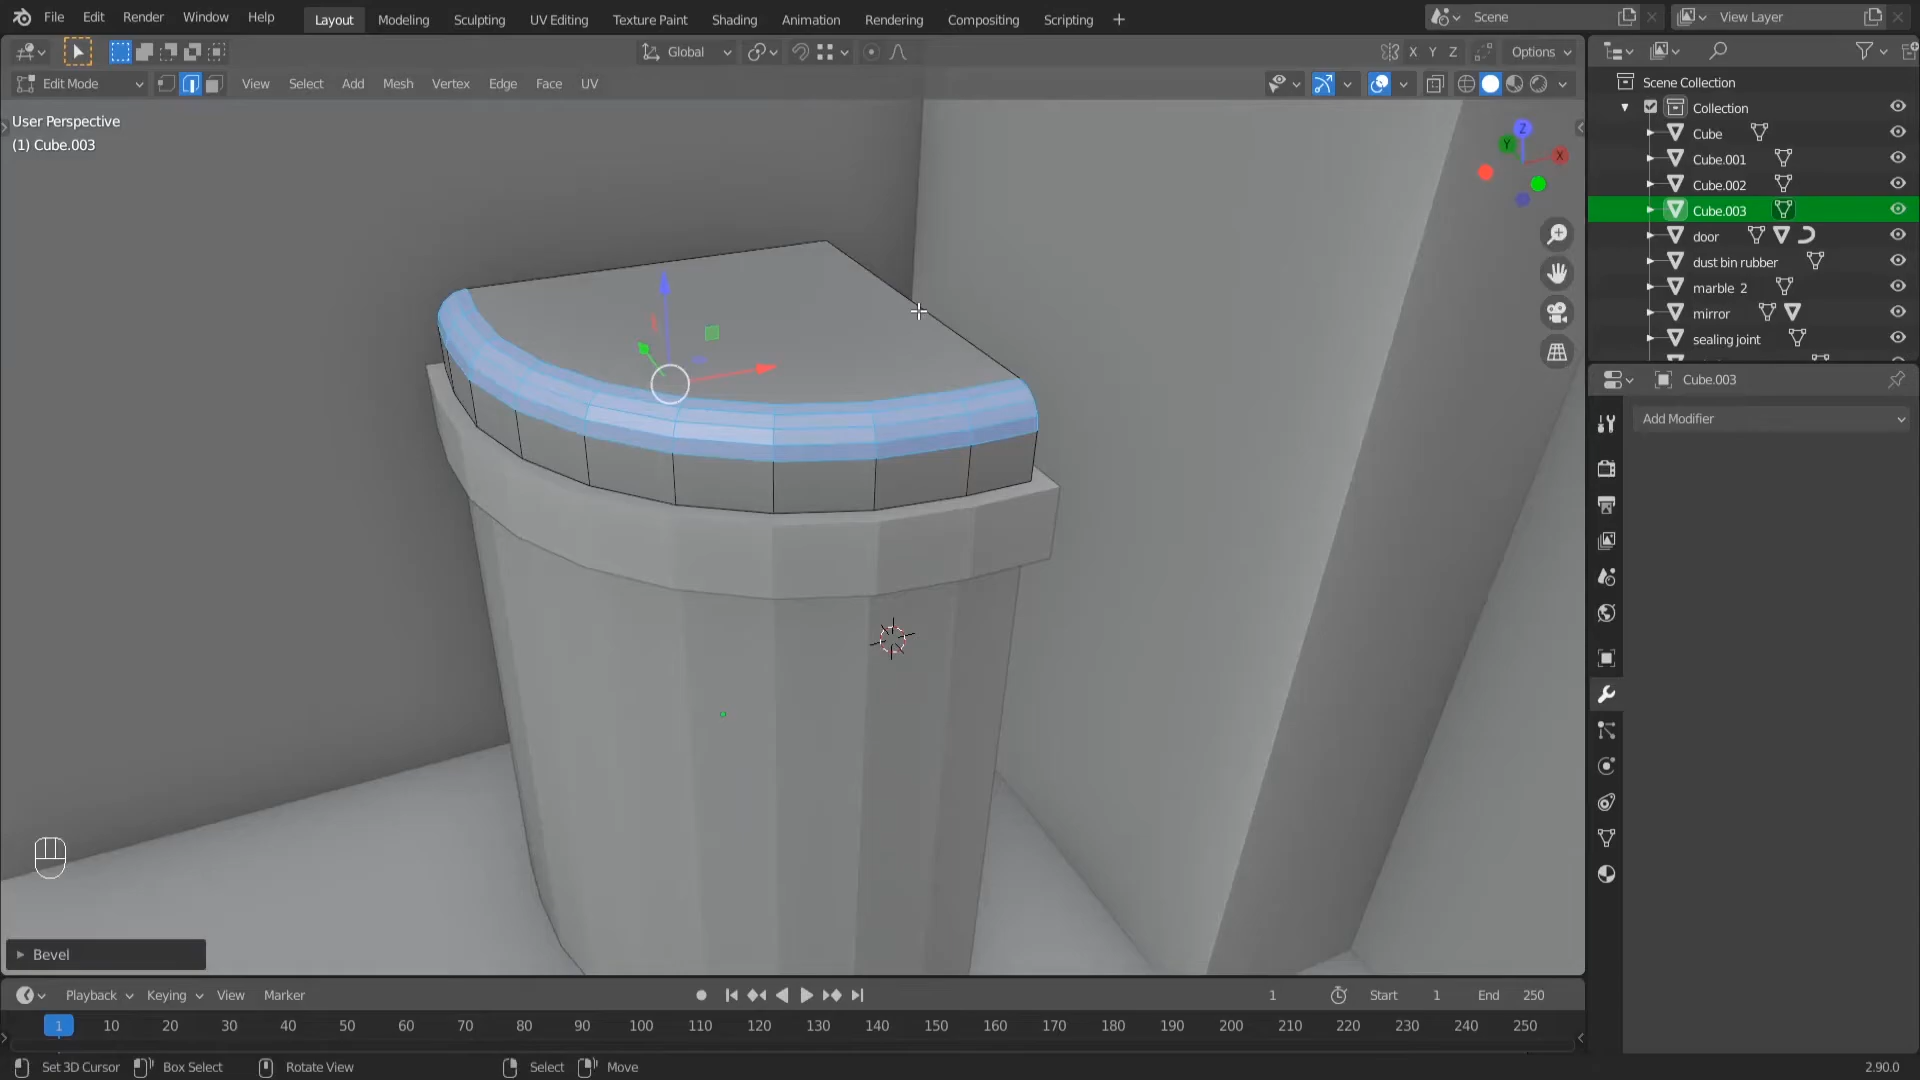 File Edit Render Window Help Layout Modeling Sculpting UV Editing Texture Paint Shading Animation Rendering Compositing Scripting + Scene View Layer
Global X Y Z Options
Edit Mode View Select Add Mesh Vertex Edge Face UV
User Perspective
(1) Cube.003
Z
Y
X
Scene Collection
Collection
Cube
Cube.001
Cube.002
Cube.003
door
dust bin rubber
marble 2
mirror
sealing joint
Cube.003
Add Modifier
Bevel
Playback Keying View Marker 1 Start 1 End 250
1 10 20 30 40 50 60 70 80 90 100 110 120 130 140 150 160 170 180 190 200 210 220 230 240 250
Set 3D Cursor Box Select Rotate View Select Move 2.90.0